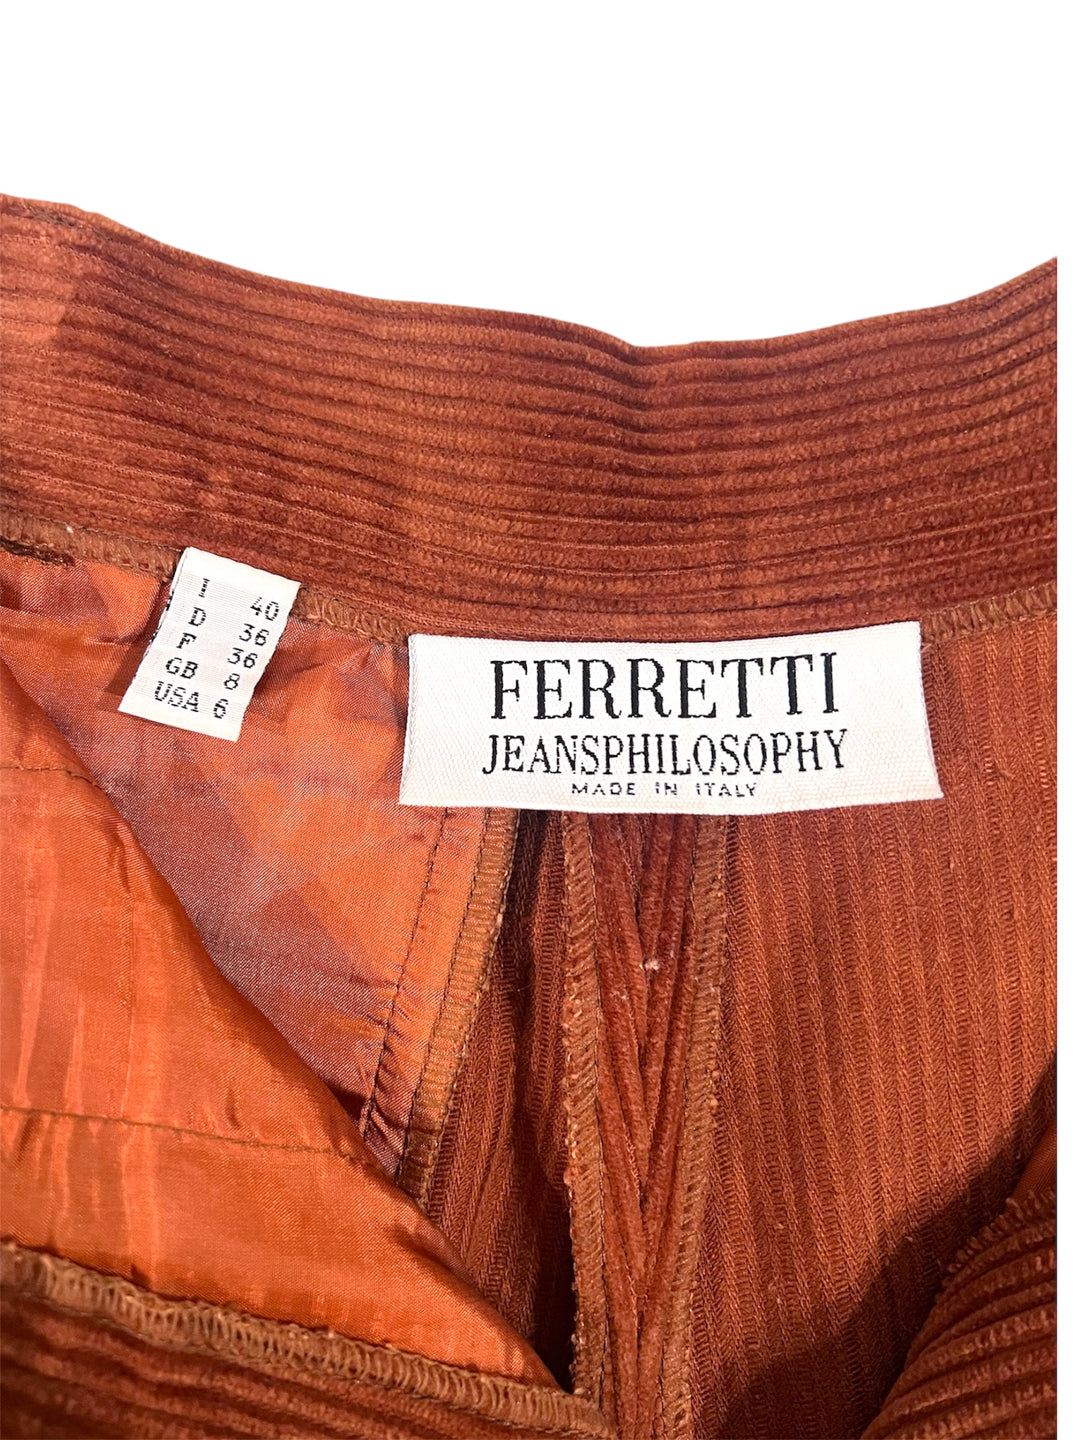 I 40
D 36
F 36
GB 8
USA 6
FERRETTI
JEANSPHILOSOPHY
MADE IN ITALY